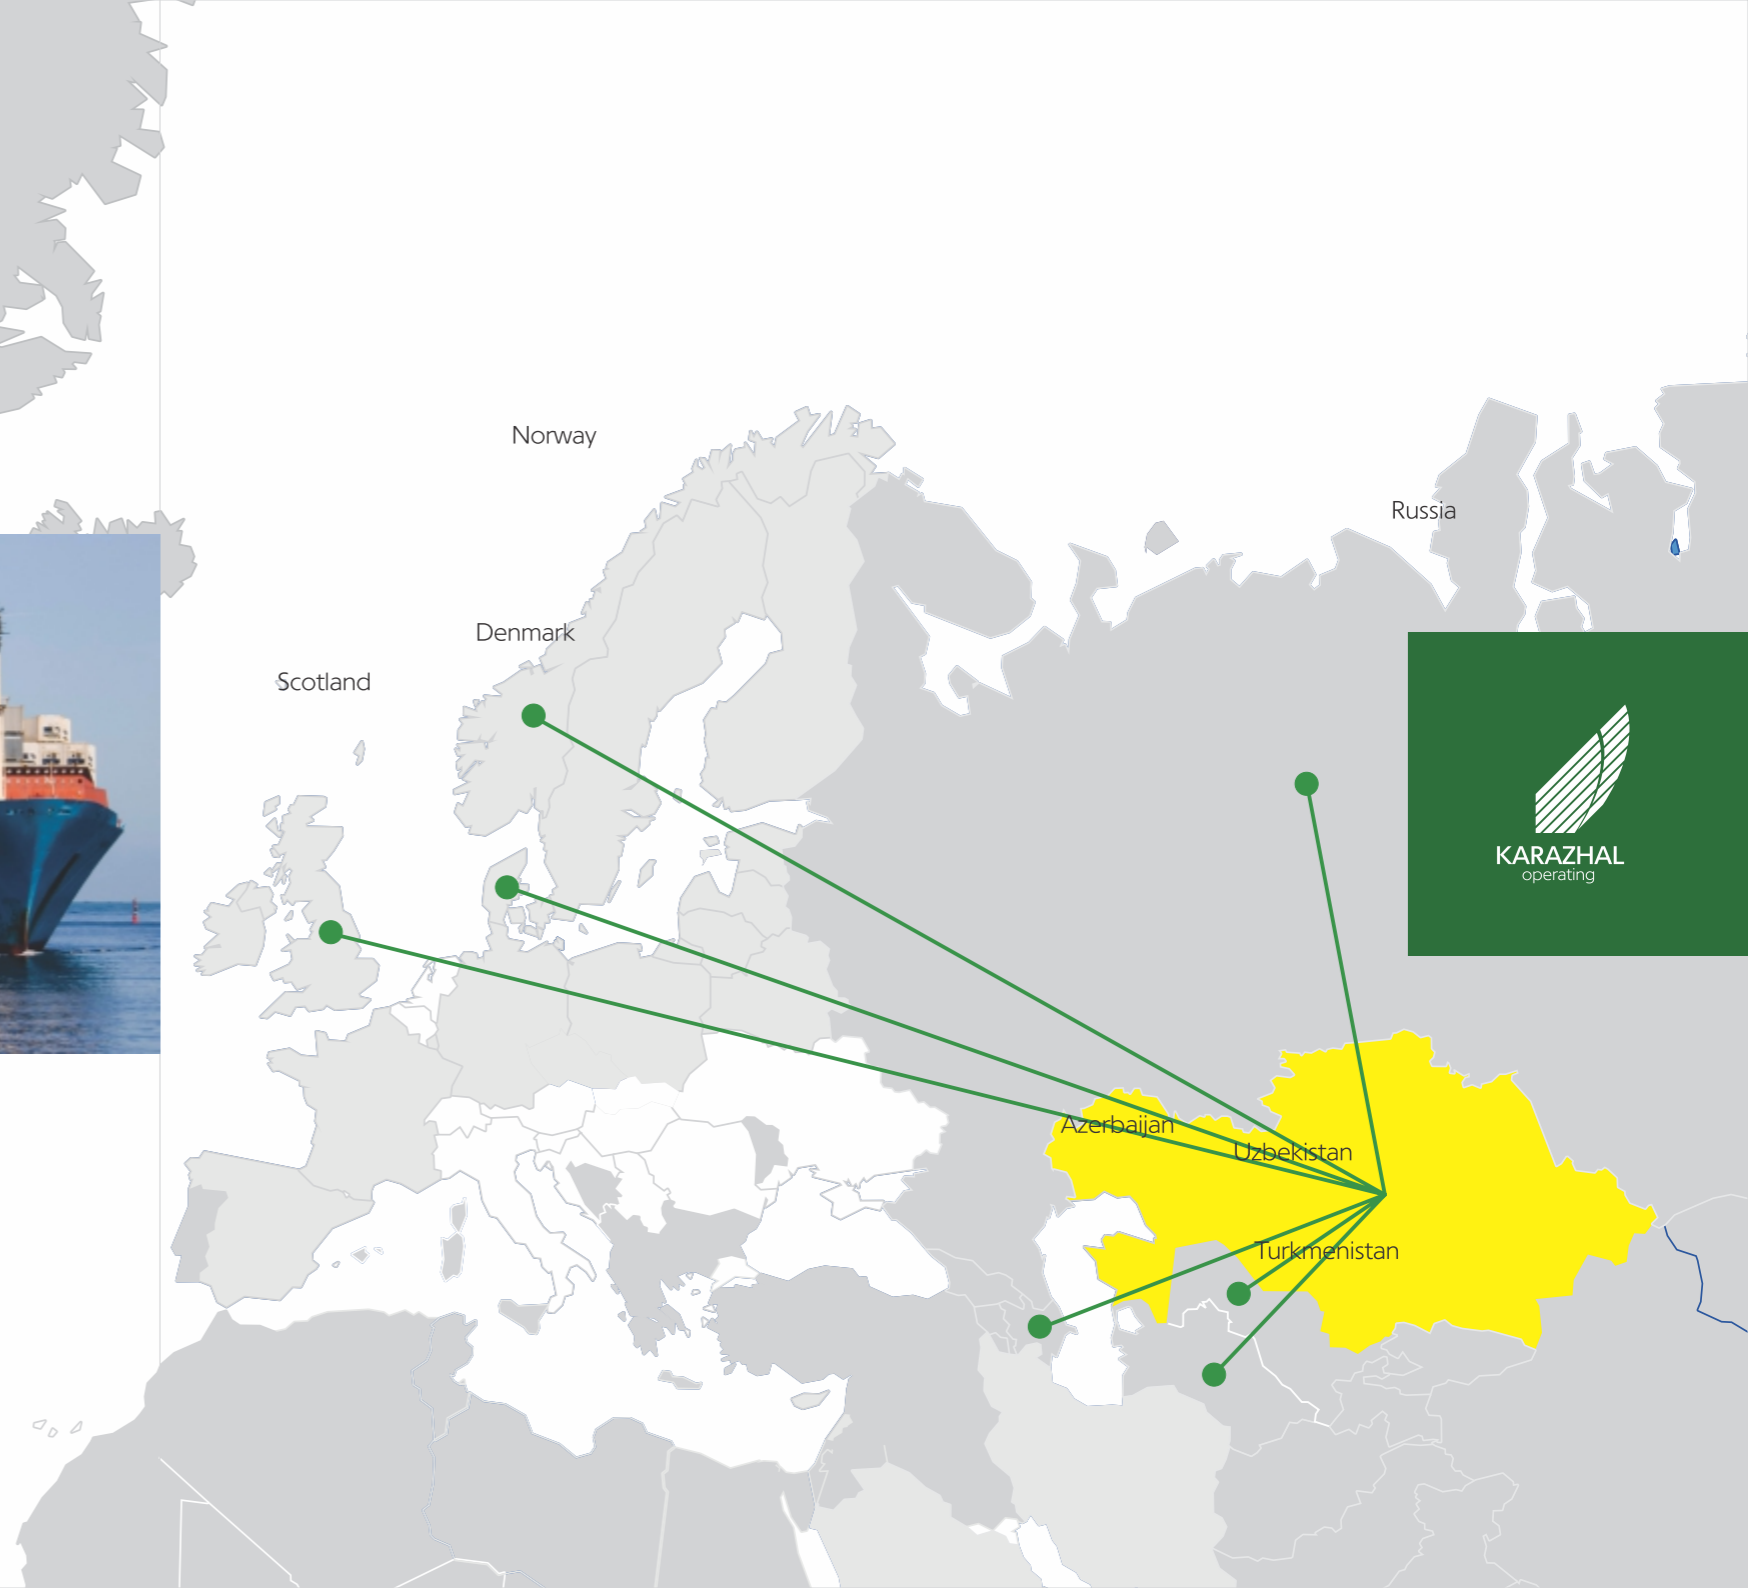 Norway
Russia
Denmark
Scotland
KARAZHAL
operating
Azerbaijan
Uzbekistan
Turkmenistan